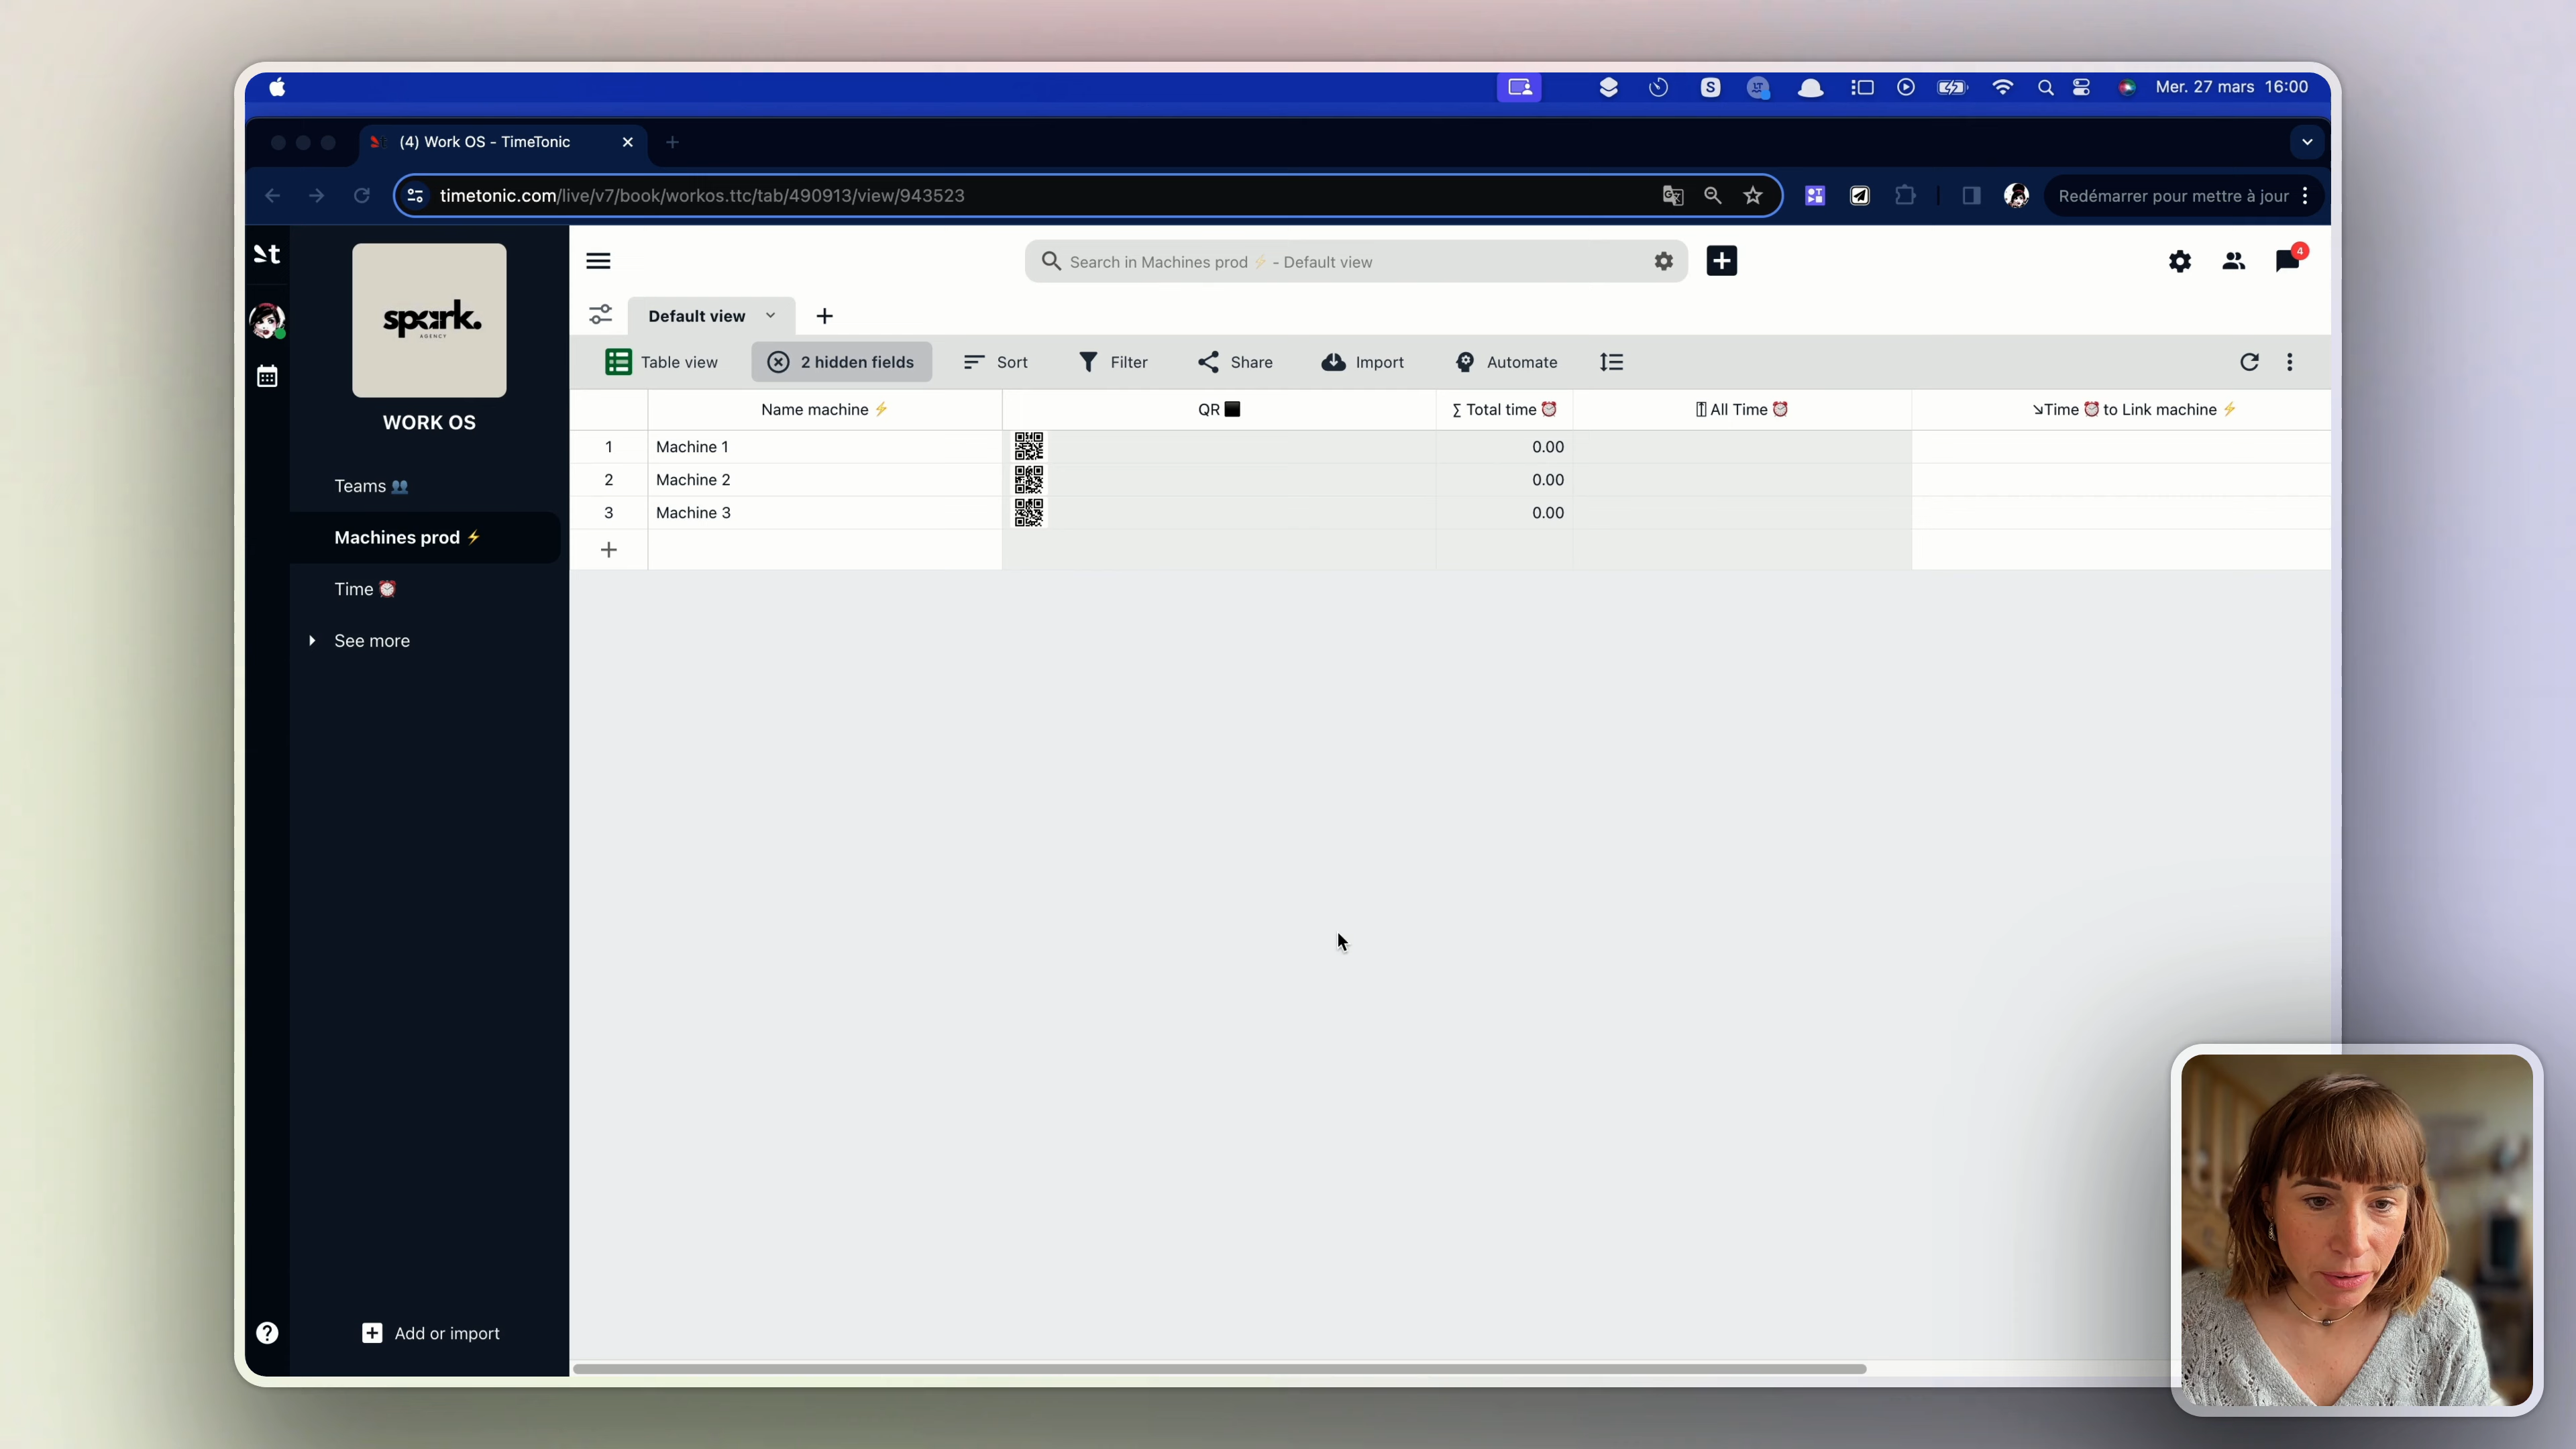 Mer. 27 mars 16:00
(4) Work OS - TimeTonic
timetonic.com/live/v7/book/workos.ttc/tab/490913/view/943523
Redémarrer pour mettre à jour
t
spark.
AGENCY
WORK OS
Teams 👥
Machines prod ⚡
Time ⏰
See more
Add or import
Search in Machines prod ⚡ - Default view
4
Default view
Table view 2 hidden fields Sort Filter Share Import Automate
Name machine ⚡ QR ⬛ ∑ Total time ⏰ All Time ⏰ ↘Time ⏰ to Link machine ⚡
1 Machine 1 0.00
2 Machine 2 0.00
3 Machine 3 0.00